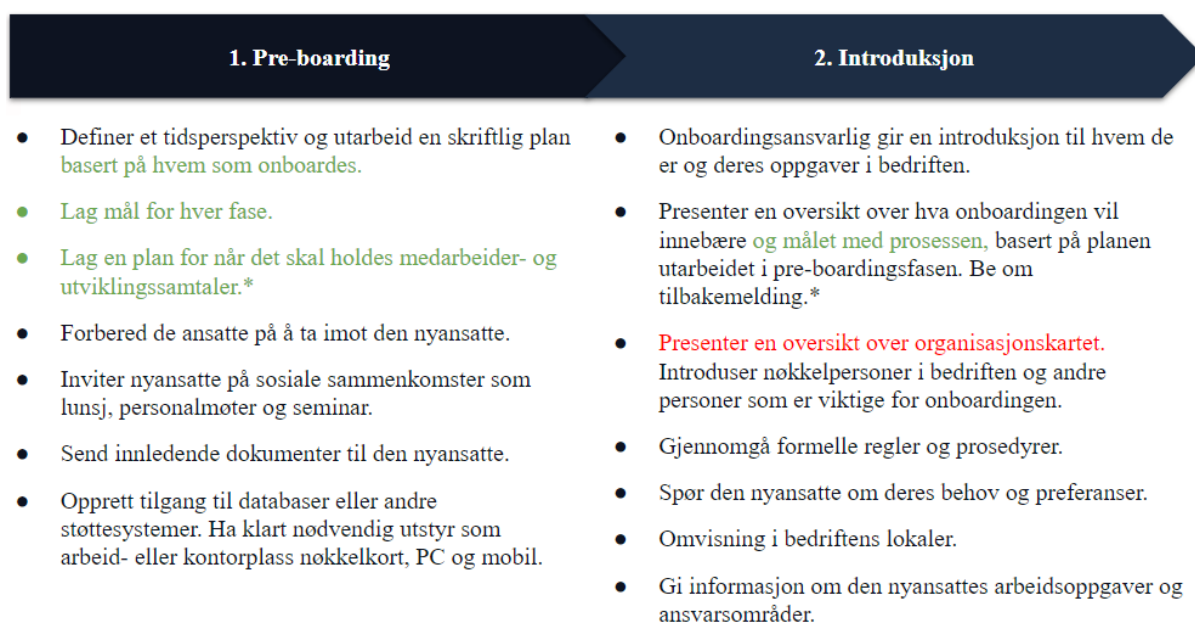 1. Pre-boarding
● Definer et tidsperspektiv og utarbeid en skriftlig plan
basert på hvem som onboardes.
● Lag mål for hver fase.
● Lag en plan for når det skal holdes medarbeider- og
utviklingssamtaler.*
● Forbered de ansatte på å ta imot den nyansatte.
● Inviter nyansatte på sosiale sammenkomster som
lunsj, personalmøter og seminar.
● Send innledende dokumenter til den nyansatte.
● Opprett tilgang til databaser eller andre
støttesystemer. Ha klart nødvendig utstyr som
arbeid- eller kontorplass nøkkelkort, PC og mobil.
2. Introduksjon
● Onboardingsansvarlig gir en introduksjon til hvem de
er og deres oppgaver i bedriften.
● Presenter en oversikt over hva onboardingen vil
innebære og målet med prosessen, basert på planen
utarbeidet i pre-boardingsfasen. Be om
tilbakemelding.*
● Presenter en oversikt over organisasjonskartet.
Introduser nøkkelpersoner i bedriften og andre
personer som er viktige for onboardingen.
● Gjennomgå formelle regler og prosedyrer.
● Spør den nyansatte om deres behov og preferanser.
● Omvisning i bedriftens lokaler.
● Gi informasjon om den nyansattes arbeidsoppgaver og
ansvarsområder.